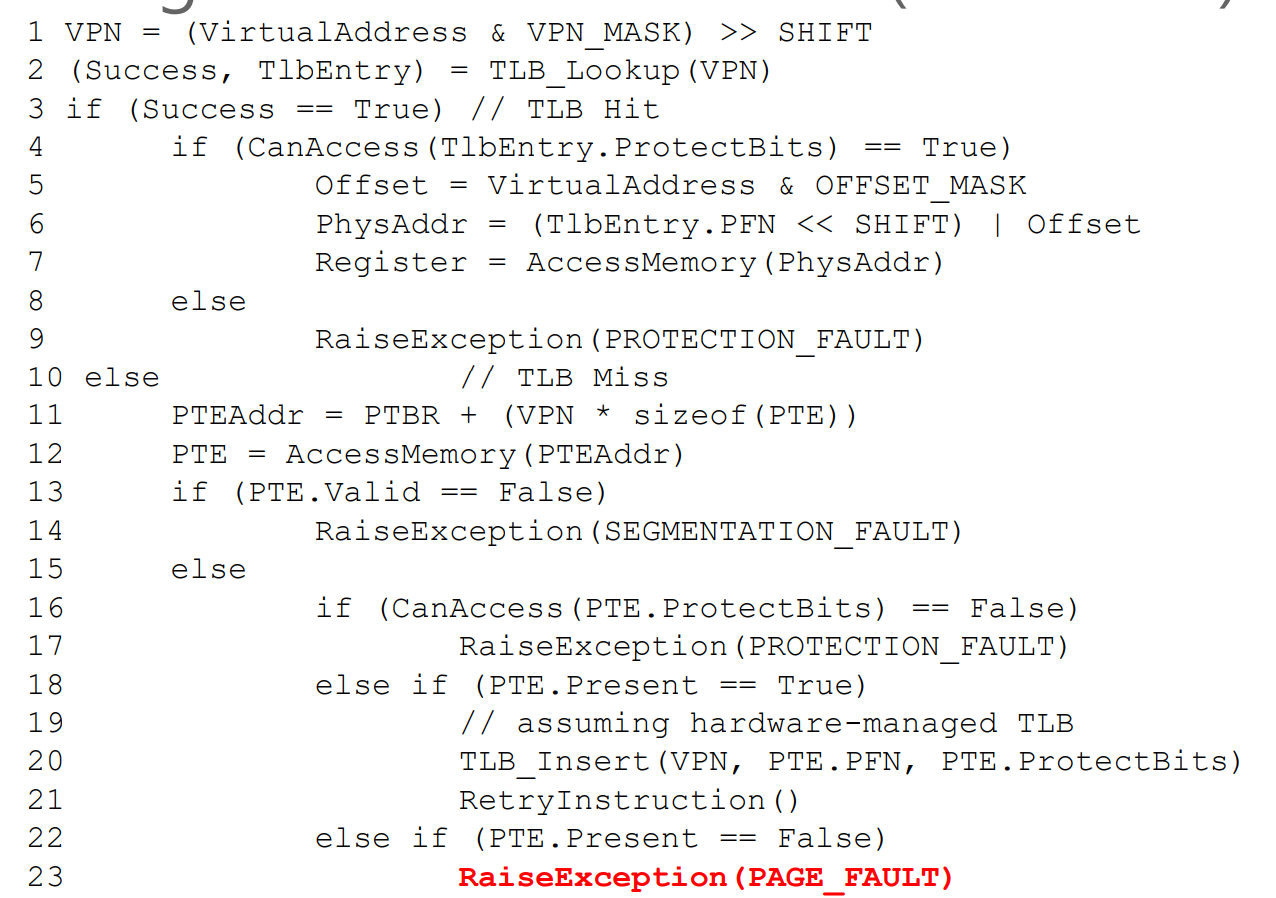 1 VPN = (VirtualAddress & VPN_MASK) >> SHIFT
2 (Success, TlbEntry) = TLB_Lookup(VPN)
3 if (Success == True) // TLB Hit
4 if (CanAccess(TlbEntry.ProtectBits) == True)
5 Offset = VirtualAddress & OFFSET_MASK
6 PhysAddr = (TlbEntry.PFN << SHIFT) | Offset
7 Register = AccessMemory(PhysAddr)
8 else
9 RaiseException(PROTECTION_FAULT)
10 else // TLB Miss
11 PTEAddr = PTBR + (VPN * sizeof(PTE))
12 PTE = AccessMemory(PTEAddr)
13 if (PTE.Valid == False)
14 RaiseException(SEGMENTATION_FAULT)
15 else
16 if (CanAccess(PTE.ProtectBits) == False)
17 RaiseException(PROTECTION_FAULT)
18 else if (PTE.Present == True)
19 // assuming hardware-managed TLB
20 TLB_Insert(VPN, PTE.PFN, PTE.ProtectBits)
21 RetryInstruction()
22 else if (PTE.Present == False)
23 RaiseException(PAGE_FAULT)